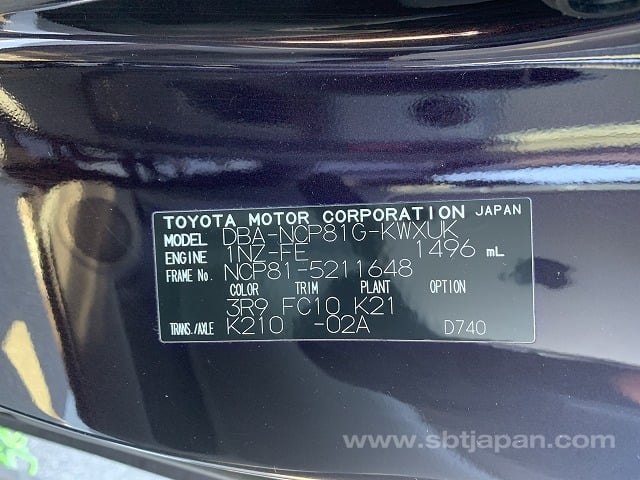 TOYOTA MOTOR CORPORATION JAPAN
MODEL DBA-NCP81G-KWXUK
ENGINE 1NZ-FE 1496 mL
FRAME No. NCP81-5211648
COLOR TRIM PLANT OPTION
3R9 FC10 K21
TRANS./AXLE K210 -02A D740
www.sbtjapan.com